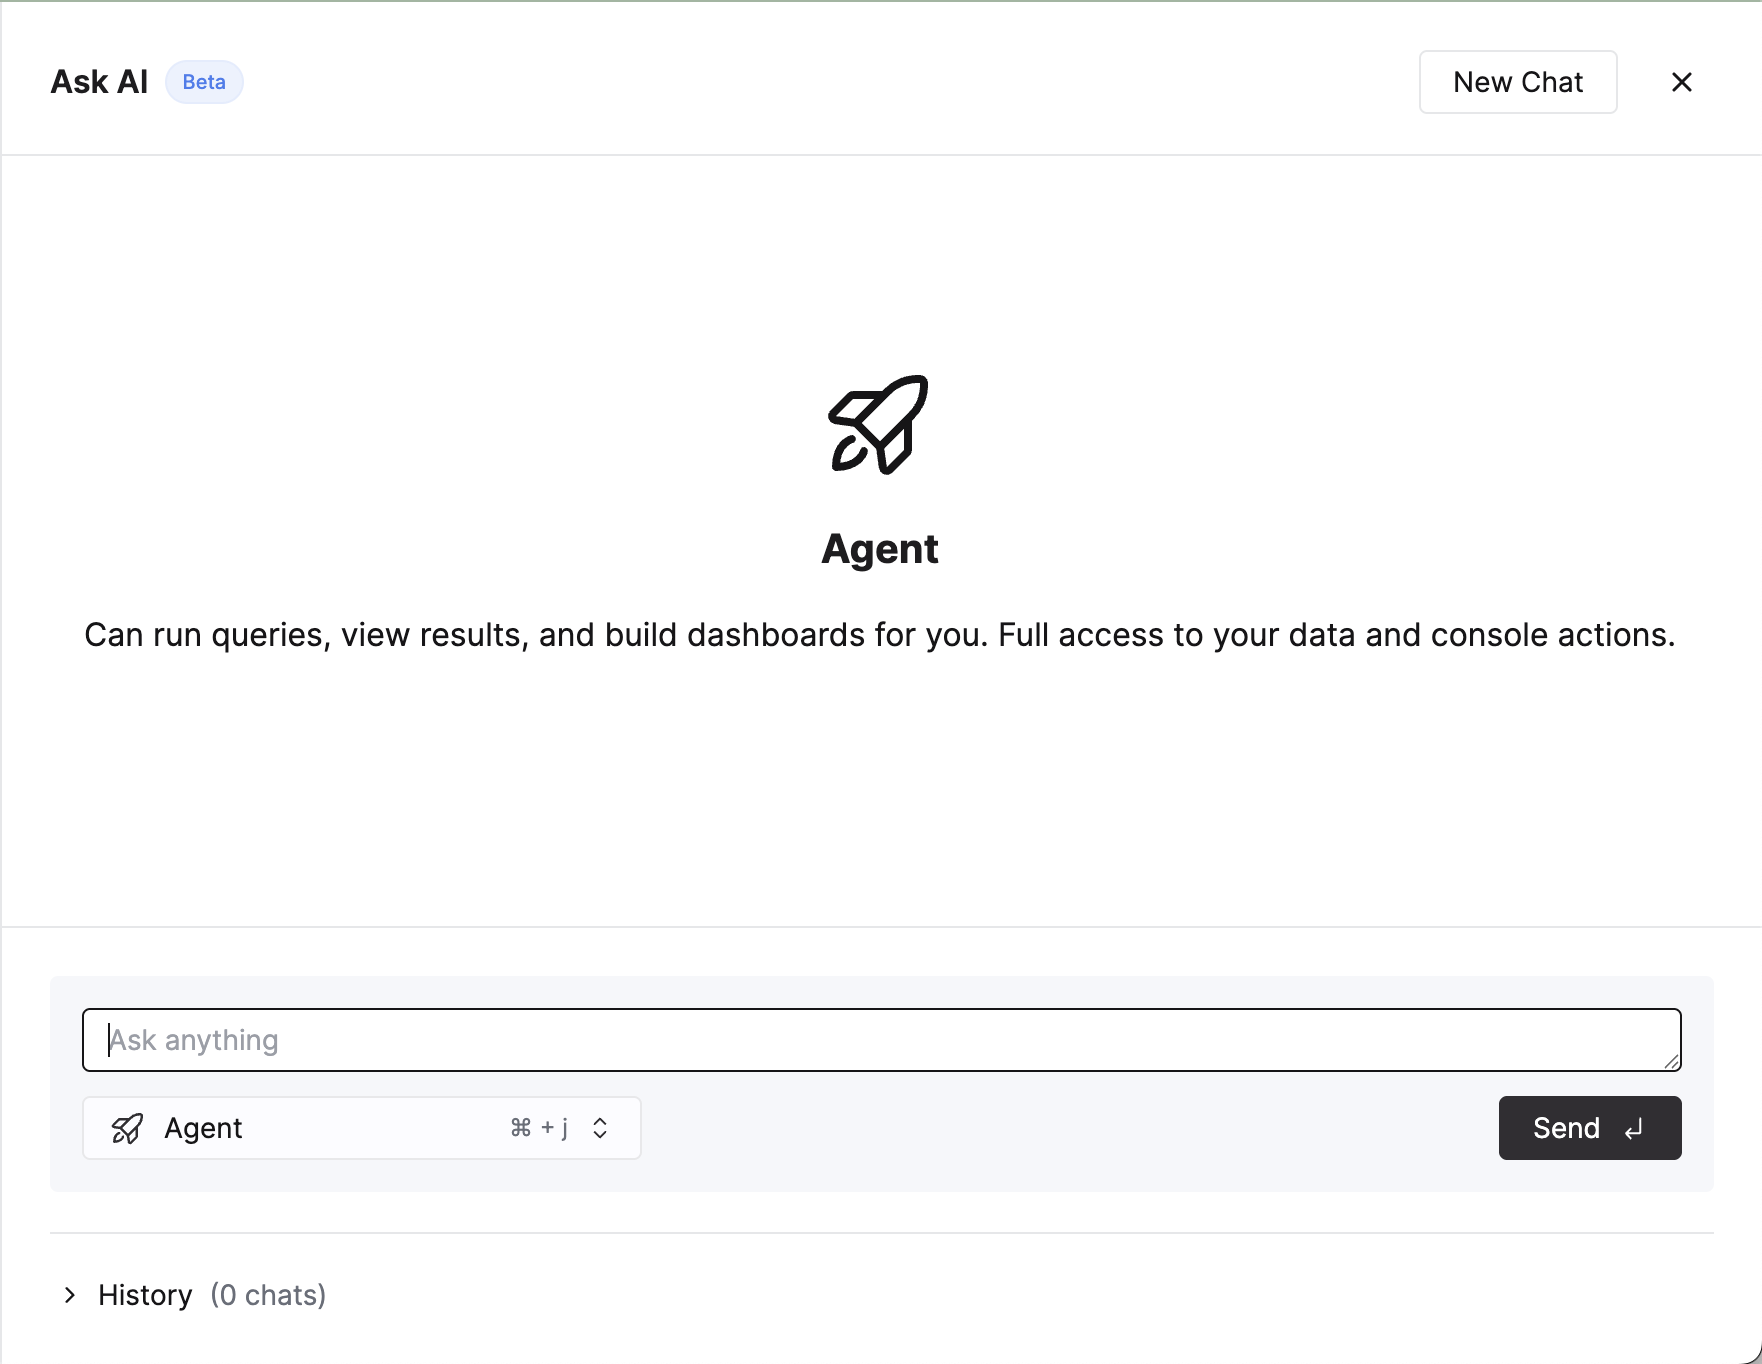 Ask AI Beta New Chat
Agent
Can run queries, view results, and build dashboards for you. Full access to your data and console actions.
Ask anything
Agent ⌘ + j Send
History (0 chats)